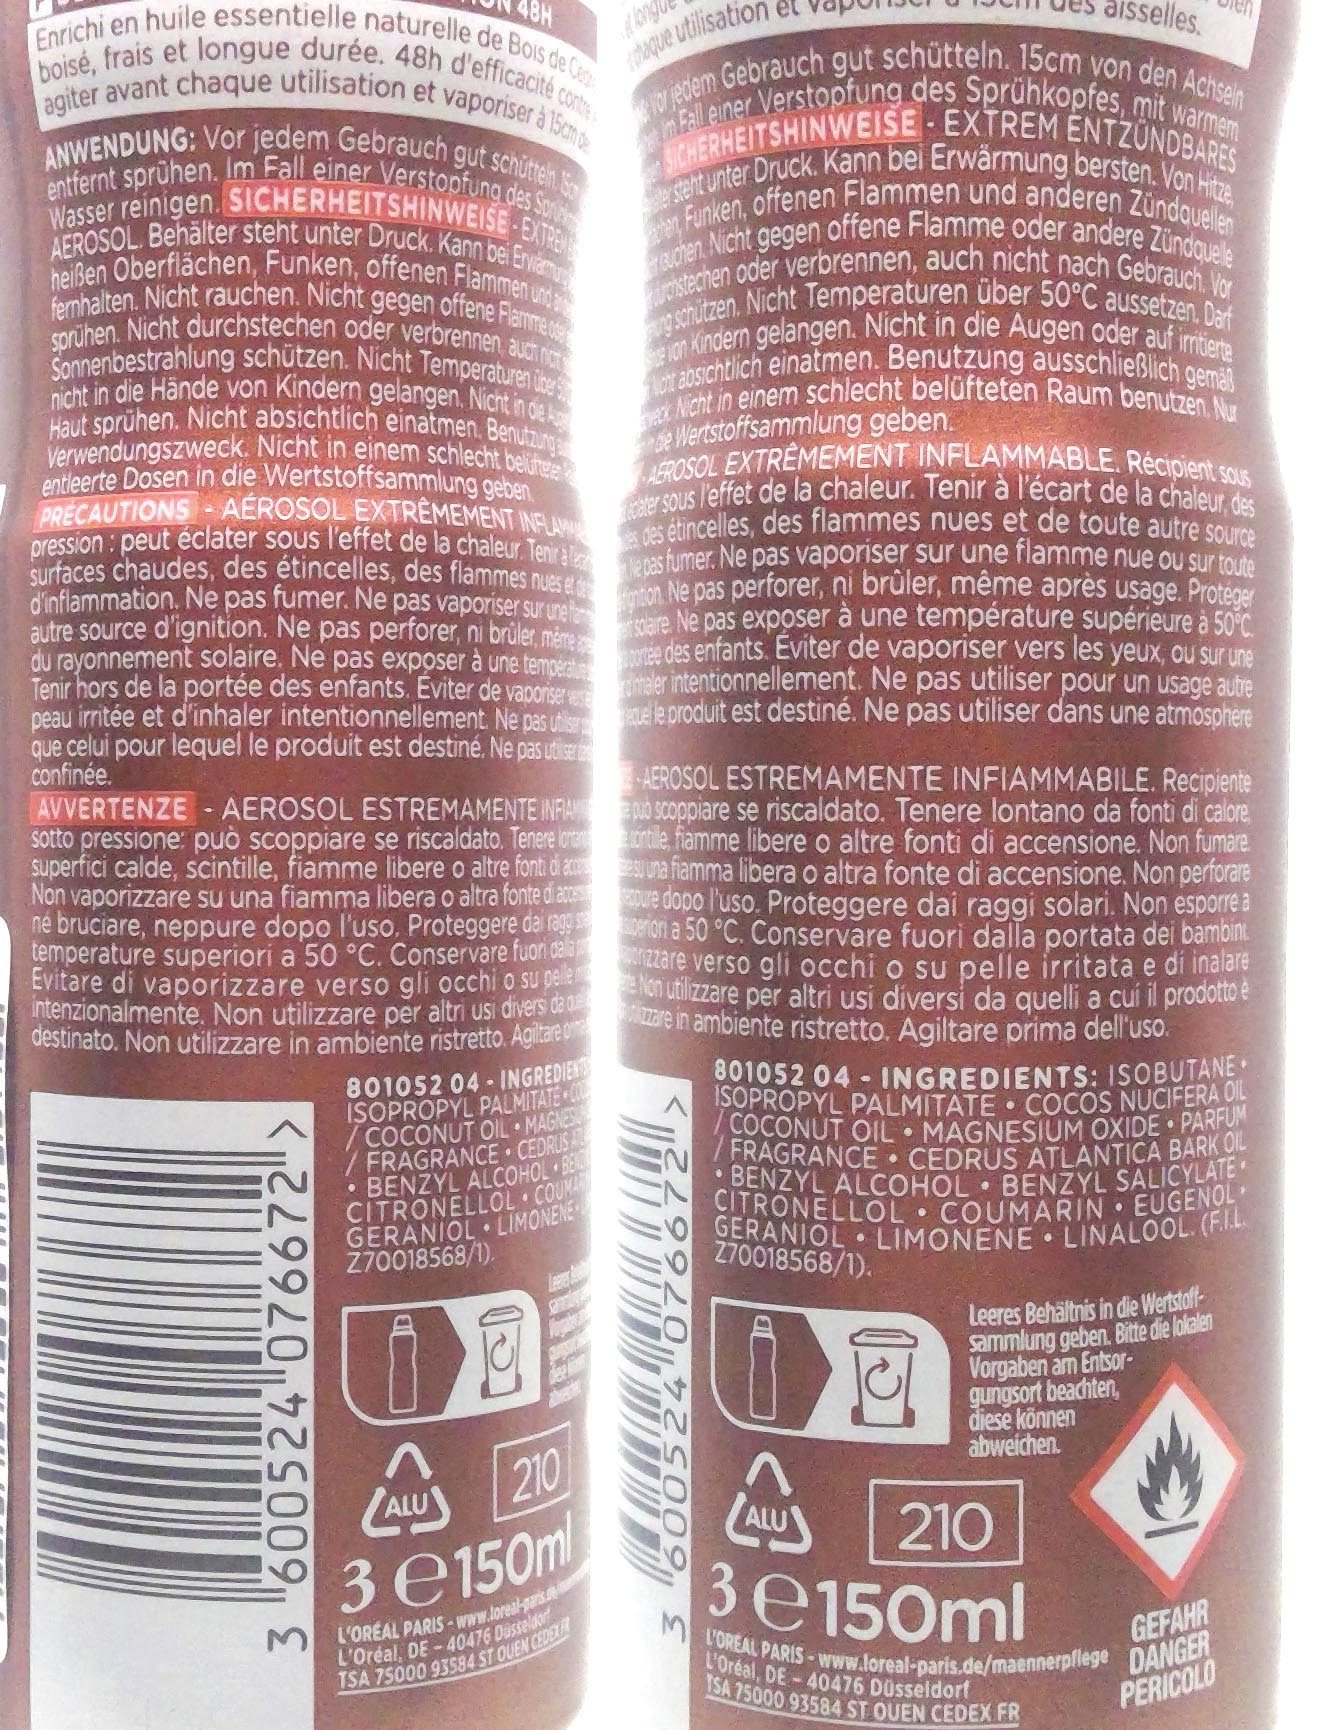 48H
Enrichi en huile essentielle naturelle de Bois de
boisé, frais et longue durée. 48h d'efficacité contre
agiter avant chaque utilisation et vaporiser à 15cm
ANWENDUNG: Vor jedem Gebrauch gut schütteln.
entfernt sprühen. Im Fall einer Verstopfung des
Wasser reinigen. SICHERHEITSHINWEISE -
AEROSOL. Behälter steht unter Druck. Kann bei
heißen Oberflächen, Funken, offenen Flammen und
fernhalten. Nicht rauchen. Nicht gegen offene Flamme
sprühen. Nicht durchstechen oder verbrennen, auch
Sonnenbestrahlung schützen. Nicht Temperaturen über
nicht in die Hände von Kindern gelangen. Nicht in die
Haut sprühen. Nicht absichtlich einatmen. Benutzung
Verwendungszweck. Nicht in einem schlecht
entleerte Dosen in die Wertstoffsammlung geben.
PRÉCAUTIONS - AÉROSOL EXTRÊMEMENT
pression : peut éclater sous l'effet de la chaleur. Tenir à
surfaces chaudes, des étincelles, des flammes nues et
d'inflammation. Ne pas fumer. Ne pas vaporiser sur une
autre source d'ignition. Ne pas perforer, ni brûler, même
du rayonnement solaire. Ne pas exposer à une
Tenir hors de la portée des enfants. Éviter de vaporiser
peau irritée et d'inhaler intentionnellement. Ne pas utiliser
que celui pour lequel le produit est destiné. Ne pas utiliser
confinée.
AVVERTENZE - AEROSOL ESTREMAMENTE
sotto pressione: può scoppiare se riscaldato. Tenere
superfici calde, scintille, fiamme libere o altre fonti di
Non vaporizzare su una fiamma libera o altra fonte di
né bruciare, neppure dopo l'uso. Proteggere dai raggi
temperature superiori a 50 °C. Conservare fuori dalla
Evitare di vaporizzare verso gli occhi o su pelle
intenzionalmente. Non utilizzare per altri usi diversi da
destinato. Non utilizzare in ambiente ristretto. Agiltare
801052 04 - INGREDIENTS
ISOPROPYL PALMITATE •
/ COCONUT OIL •
/ FRAGRANCE • CEDRUS
• BENZYL ALCOHOL •
CITRONELLOL •
GERANIOL • LIMONENE •
Z70018568/1).
3 600524 076672 >
ALU
210
3 e 150ml
L'ORÉAL PARIS - www.loreal-paris.de
L'Oréal, DE - 40476 Düsseldorf
TSA 75000 93584 ST OUEN CEDEX FR
chaque utilisation et vaporiser à 15cm des aisselles.
jedem Gebrauch gut schütteln. 15cm von den Achseln
Fall einer Verstopfung des Sprühkopfes, mit warmem
SICHERHEITSHINWEISE - EXTREM ENTZÜNDBARES
steht unter Druck. Kann bei Erwärmung bersten. Von Hitze,
Funken, offenen Flammen und anderen Zündquellen
rauchen. Nicht gegen offene Flamme oder andere Zündquelle
durchstechen oder verbrennen, auch nicht nach Gebrauch. Vor
schützen. Nicht Temperaturen über 50°C aussetzen. Darf
von Kindern gelangen. Nicht in die Augen oder auf irritierte
Nicht absichtlich einatmen. Benutzung ausschließlich gemäß
Nicht in einem schlecht belüfteten Raum benutzen. Nur
die Wertstoffsammlung geben.
- AÉROSOL EXTRÊMEMENT INFLAMMABLE. Récipient sous
éclater sous l'effet de la chaleur. Tenir à l'écart de la chaleur, des
des étincelles, des flammes nues et de toute autre source
pas fumer. Ne pas vaporiser sur une flamme nue ou sur toute
Ne pas perforer, ni brûler, même après usage. Protéger
solaire. Ne pas exposer à une température supérieure à 50°C.
portée des enfants. Éviter de vaporiser vers les yeux, ou sur une
inhaler intentionnellement. Ne pas utiliser pour un usage autre
lequel le produit est destiné. Ne pas utiliser dans une atmosphère
- AEROSOL ESTREMAMENTE INFIAMMABILE. Recipiente
può scoppiare se riscaldato. Tenere lontano da fonti di calore,
scintille, fiamme libere o altre fonti di accensione. Non fumare.
su una fiamma libera o altra fonte di accensione. Non perforare
neppure dopo l'uso. Proteggere dai raggi solari. Non esporre a
superiori a 50 °C. Conservare fuori dalla portata dei bambini.
verso gli occhi o su pelle irritata e di inalare
Non utilizzare per altri usi diversi da quelli a cui il prodotto è
utilizzare in ambiente ristretto. Agiltare prima dell'uso.
801052 04 - INGREDIENTS: ISOBUTANE •
ISOPROPYL PALMITATE • COCOS NUCIFERA OIL
/ COCONUT OIL • MAGNESIUM OXIDE • PARFUM
/ FRAGRANCE • CEDRUS ATLANTICA BARK OIL
• BENZYL ALCOHOL • BENZYL SALICYLATE •
CITRONELLOL • COUMARIN • EUGENOL •
GERANIOL • LIMONENE • LINALOOL. (F.I.L.
Z70018568/1).
3 600524 076672 >
Leeres Behältnis in die Wertstoff-
sammlung geben. Bitte die lokalen
Vorgaben am Entsor-
gungsort beachten,
diese können
abweichen.
ALU
210
3 e 150ml
L'ORÉAL PARIS - www.loreal-paris.de/maennerpflege
L'Oréal, DE - 40476 Düsseldorf
TSA 75000 93584 ST OUEN CEDEX FR
GEFAHR
DANGER
PERICOLO